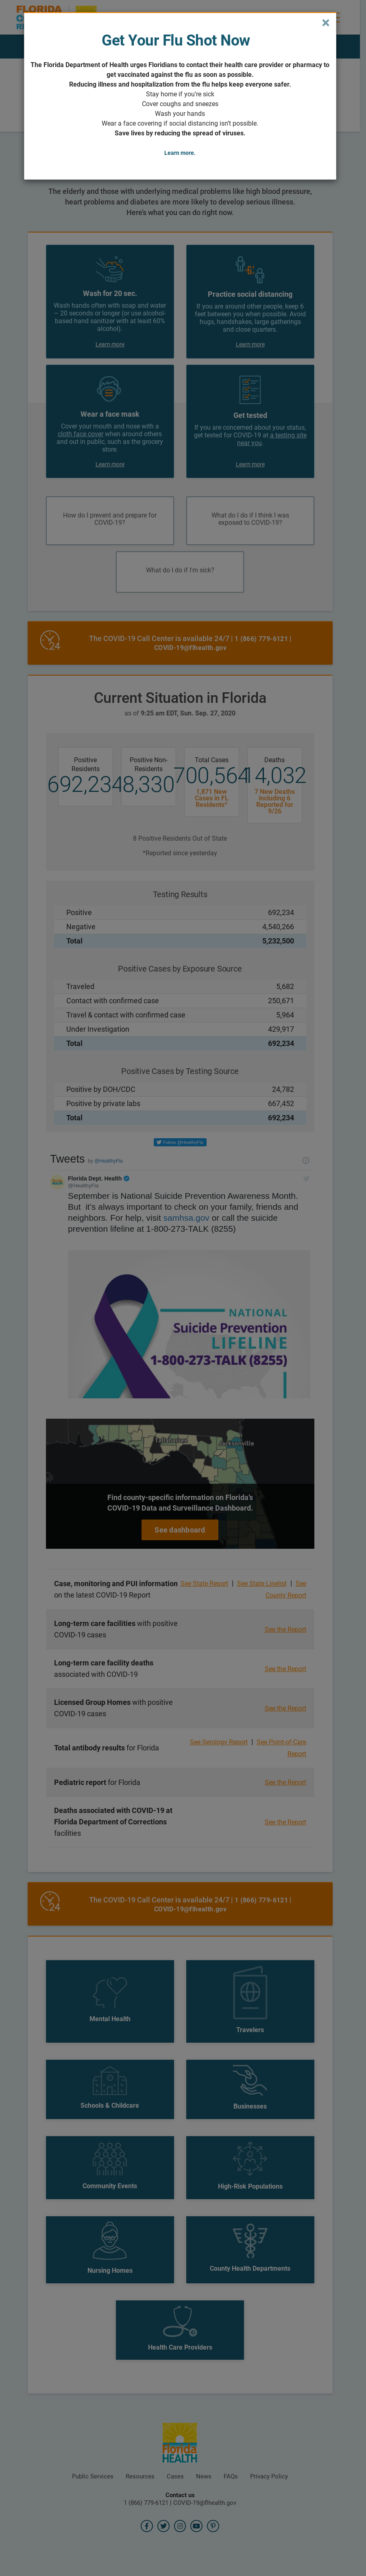 FLORIDA
×
Get Your Flu Shot Now
The Florida Department of Health urges Floridians to contact their health care provider or pharmacy to
get vaccinated against the flu as soon as possible.
Reducing illness and hospitalization from the flu helps keep everyone safer.
Stay home if you're sick
Cover coughs and sneezes
Wash your hands
Wear a face covering if social distancing isn't possible.
Save lives by reducing the spread of viruses.
Learn more.
The elderly and those with underlying medical problems like high blood pressure,
heart problems and diabetes are more likely to develop serious illness.
Here's what you can do right now.
Wash for 20 sec.
Wash hands often with soap and water
– 20 seconds or longer (or use alcohol-
based hand sanitizer with at least 60%
alcohol).
Learn more
Practice social distancing
If you are around other people, keep 6
feet between you when possible. Avoid
hugs, handshakes, large gatherings
and close quarters.
Learn more
Wear a face mask
Cover your mouth and nose with a
cloth face cover when around others
and out in public, such as the grocery
store.
Learn more
Get tested
If you are concerned about your status,
get tested for COVID-19 at a testing site
near you.
Learn more
How do I prevent and prepare for
COVID-19?
What do I do if I think I was
exposed to COVID-19?
What do I do if I'm sick?
24
The COVID-19 Call Center is available 24/7 | 1 (866) 779-6121 |
COVID-19@flhealth.gov
Current Situation in Florida
as of 9:25 am EDT, Sun. Sep. 27, 2020
Positive
Residents
692,234
Positive Non-
Residents
8,330
Total Cases
700,564
1,871 New
Cases in FL
Residents*
Deaths
14,032
7 New Deaths
Including 6
Reported for
9/26
8 Positive Residents Out of State
*Reported since yesterday
Testing Results
Positive 692,234
Negative 4,540,266
Total 5,232,500
Positive Cases by Exposure Source
Traveled 5,682
Contact with confirmed case 250,671
Travel & contact with confirmed case 5,964
Under Investigation 429,917
Total 692,234
Positive Cases by Testing Source
Positive by DOH/CDC 24,782
Positive by private labs 667,452
Total 692,234
Follow @HealthyFla
Tweets by @HealthyFla
Florida Dept. Health
@HealthyFla
September is National Suicide Prevention Awareness Month.
But it's always important to check on your family, friends and
neighbors. For help, visit samhsa.gov or call the suicide
prevention lifeline at 1-800-273-TALK (8255)
NATIONAL
Suicide Prevention
LIFELINE
1-800-273-TALK (8255)
Tallahassee
Jacksonville
Find county-specific information on Florida's
COVID-19 Data and Surveillance Dashboard.
See dashboard
Case, monitoring and PUI information See State Report | See State Linelist | See
on the latest COVID-19 Report County Report
Long-term care facilities with positive
COVID-19 cases
See the Report
Long-term care facility deaths
associated with COVID-19
See the Report
Licensed Group Homes with positive
COVID-19 cases
See the Report
Total antibody results for Florida
See Serology Report | See Point-of-Care
Report
Pediatric report for Florida See the Report
Deaths associated with COVID-19 at
Florida Department of Corrections
facilities
See the Report
24
The COVID-19 Call Center is available 24/7 | 1 (866) 779-6121 |
COVID-19@flhealth.gov
Mental Health
Travelers
Schools & Childcare
Businesses
Community Events
High-Risk Populations
Nursing Homes
County Health Departments
Health Care Providers
Florida
HEALTH
Public Services Resources Cases News FAQs Privacy Policy
Contact us
1 (866) 779-6121 | COVID-19@flhealth.gov